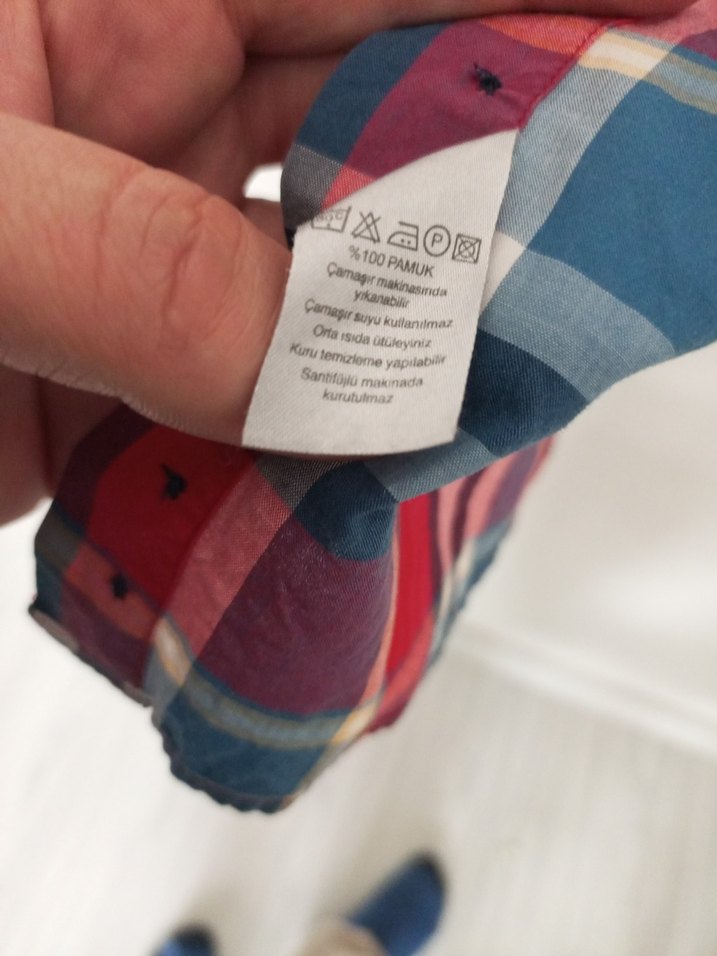 P
%100 PAMUK
Çamaşır makinasında
yıkanabilir
Çamaşır suyu kullanılmaz
Orta ısıda ütüleyiniz
Kuru temizleme yapılabilir
Santifüjlü makinada
kurutulmaz